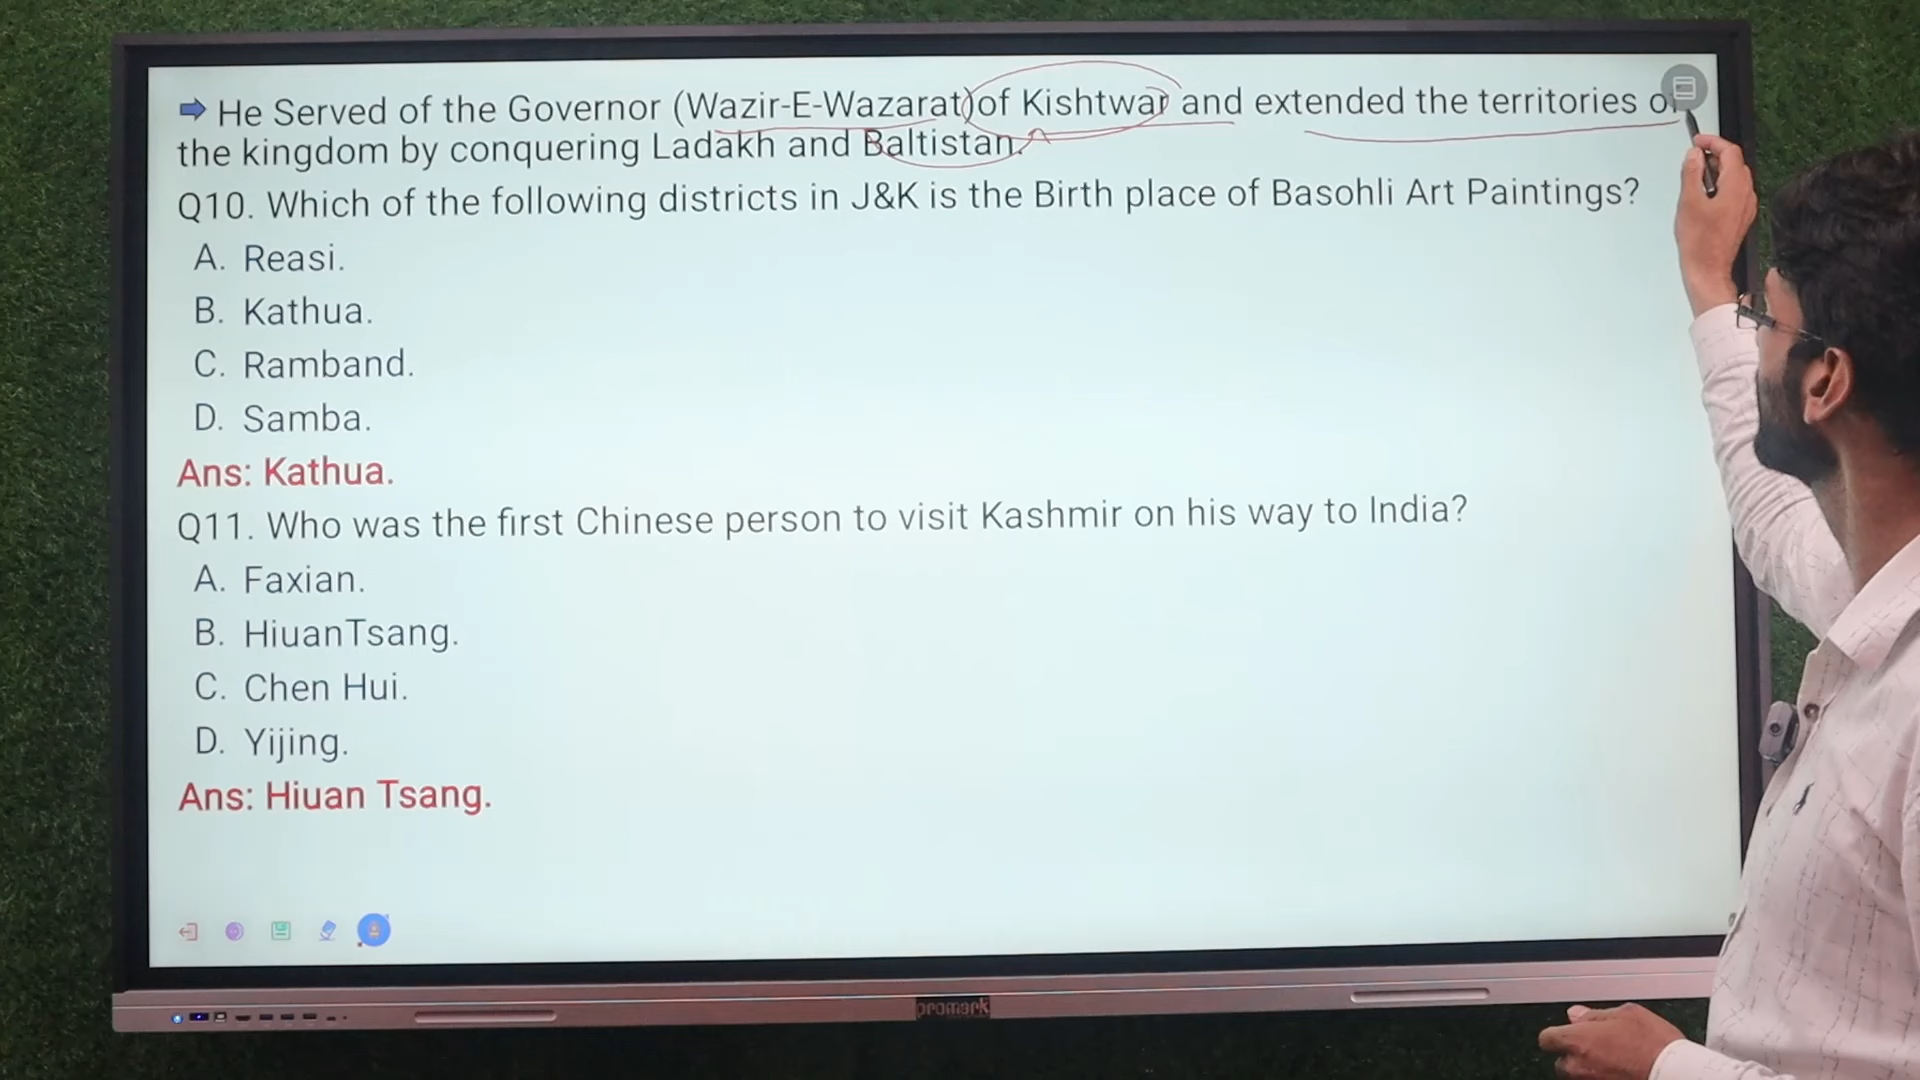 He Served of the Governor (Wazir-E-Wazarat)of Kishtwar and extended the territories of
the kingdom by conquering Ladakh and Baltistan.
Q10. Which of the following districts in J&K is the Birth place of Basohli Art Paintings?
A. Reasi.
B. Kathua.
C. Ramband.
D. Samba.
Ans: Kathua.
Q11. Who was the first Chinese person to visit Kashmir on his way to India?
A. Faxian.
B. HiuanTsang.
C. Chen Hui.
D. Yijing.
Ans: Hiuan Tsang.
promark